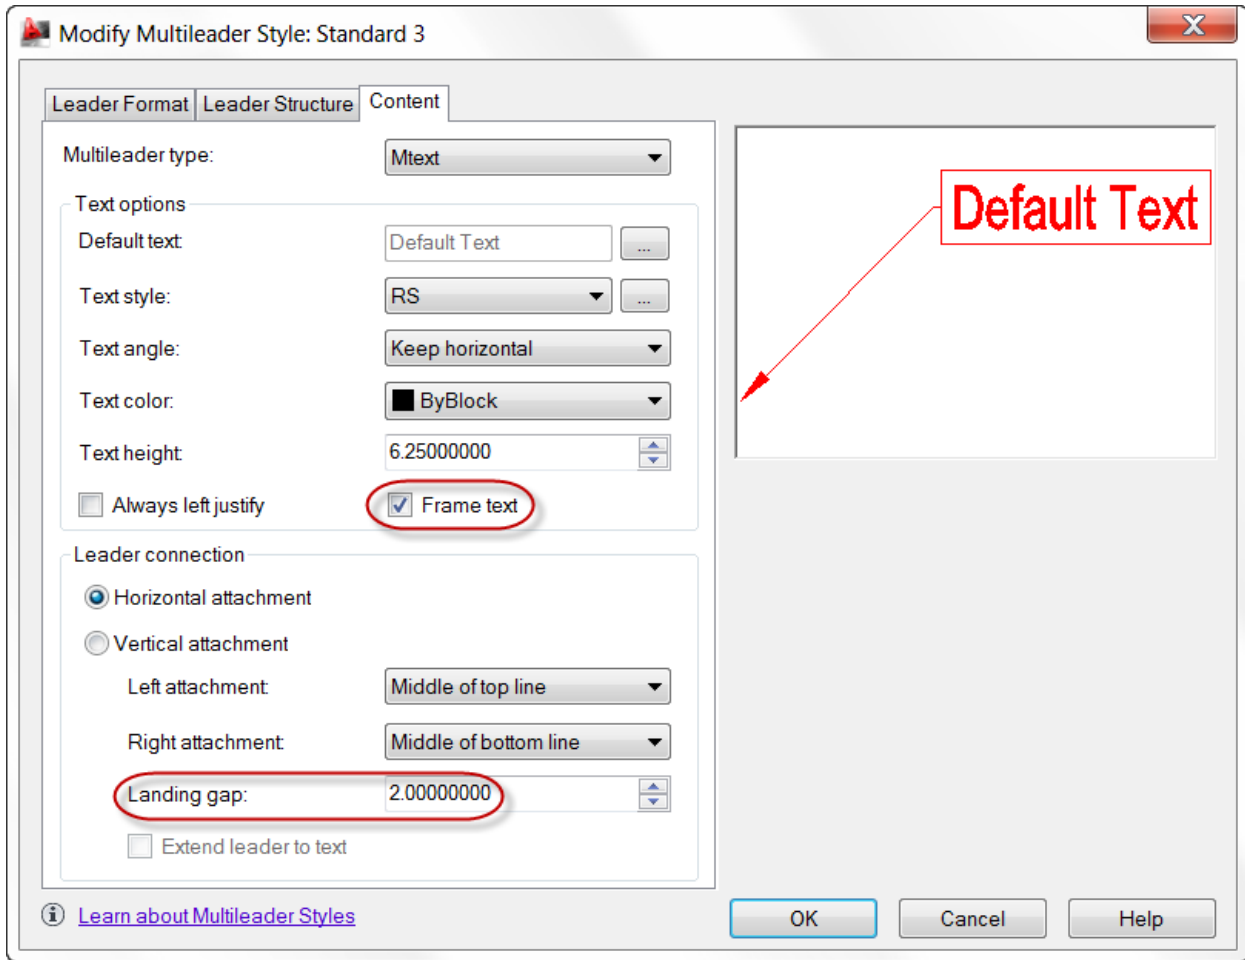 Modify Multileader Style: Standard 3
Leader Format Leader Structure Content
Multileader type: Mtext
Text options
Default text: Default Text ...
Text style: RS ...
Text angle: Keep horizontal
Text color: ByBlock
Text height: 6.25000000
Always left justify Frame text
Leader connection
Horizontal attachment
Vertical attachment
Left attachment: Middle of top line
Right attachment: Middle of bottom line
Landing gap: 2.00000000
Extend leader to text
Default Text
Learn about Multileader Styles
OK Cancel Help